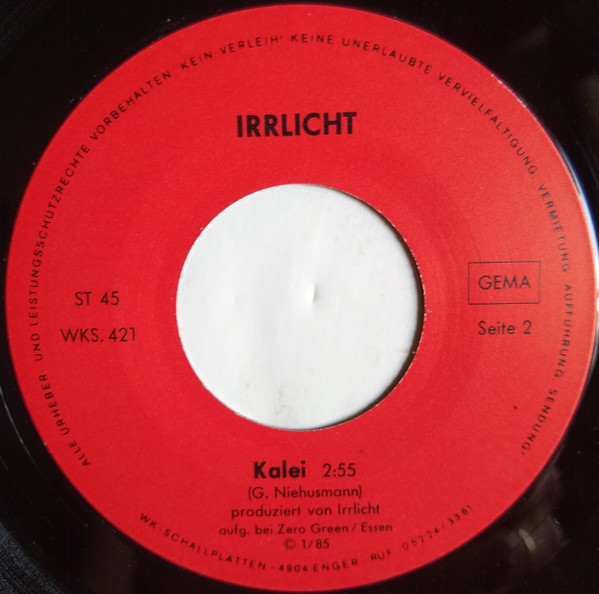 ALLE URHEBER UND LEISTUNGSSCHUTZRECHTE VORBEHALTEN. KEIN VERLEIH' KEINE UNERLAUBTE VERVIELFÄLTIGUNG, VERMIETUNG AUFFÜHRUNG SENDUNG'
IRRLICHT
ST 45
WKS. 421
GEMA
Seite 2
Kalei 2:55
(G. Niehusmann)
produziert von Irrlicht
aufg. bei Zero Green / Essen
© 1/85
WK-SCHALLPLATTEN - 4904 ENGER RUF 05224/3361